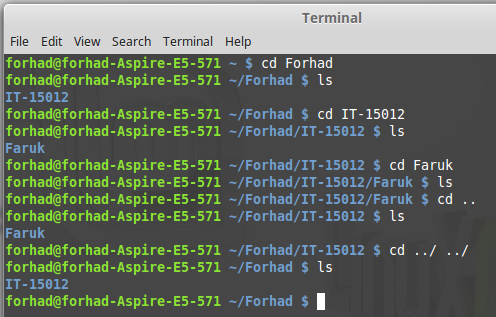 Terminal
File Edit View Search Terminal Help
forhad@forhad-Aspire-E5-571 ~ $ cd Forhad
forhad@forhad-Aspire-E5-571 ~/Forhad $ ls
IT-15012
forhad@forhad-Aspire-E5-571 ~/Forhad $ cd IT-15012
forhad@forhad-Aspire-E5-571 ~/Forhad/IT-15012 $ ls
Faruk
forhad@forhad-Aspire-E5-571 ~/Forhad/IT-15012 $ cd Faruk
forhad@forhad-Aspire-E5-571 ~/Forhad/IT-15012/Faruk $ ls
forhad@forhad-Aspire-E5-571 ~/Forhad/IT-15012/Faruk $ cd ..
forhad@forhad-Aspire-E5-571 ~/Forhad/IT-15012 $ ls
Faruk
forhad@forhad-Aspire-E5-571 ~/Forhad/IT-15012 $ cd ../ ../
forhad@forhad-Aspire-E5-571 ~/Forhad $ ls
IT-15012
forhad@forhad-Aspire-E5-571 ~/Forhad $